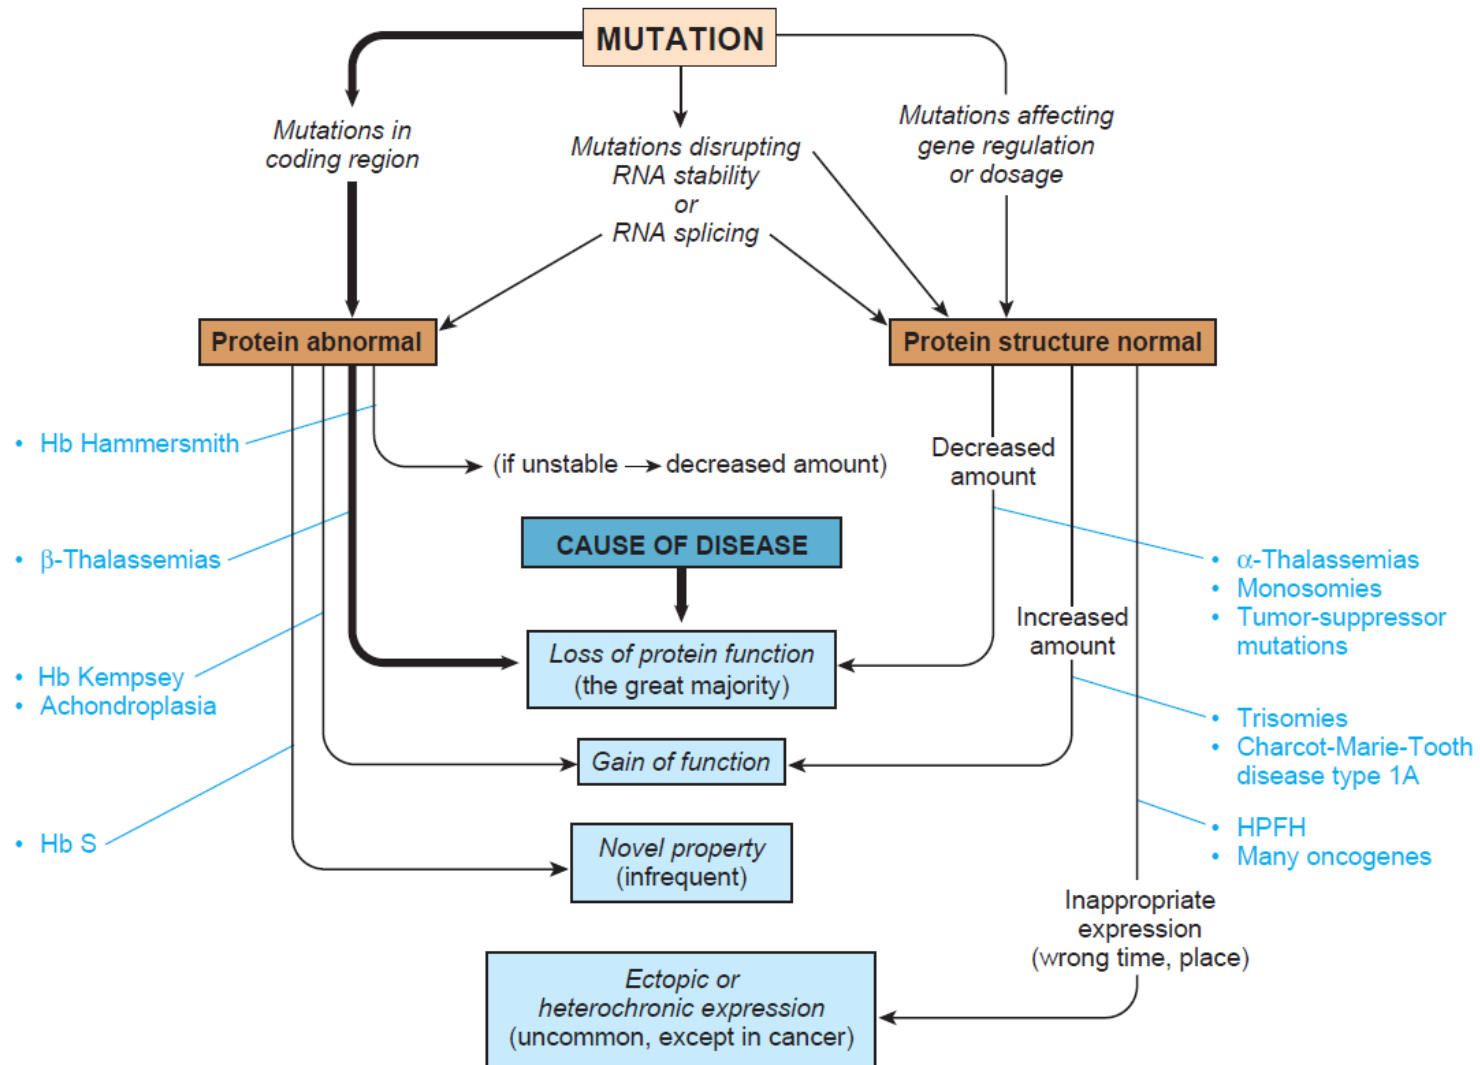 MUTATION
Mutations in
coding region
Mutations disrupting
RNA stability
or
RNA splicing
Mutations affecting
gene regulation
or dosage
Protein abnormal
Protein structure normal
• Hb Hammersmith
(if unstable → decreased amount)
Decreased
amount
• β-Thalassemias
CAUSE OF DISEASE
• α-Thalassemias
• Monosomies
• Tumor-suppressor
mutations
Increased
amount
Loss of protein function
(the great majority)
• Hb Kempsey
• Achondroplasia
• Trisomies
• Charcot-Marie-Tooth
disease type 1A
Gain of function
• Hb S
• HPFH
• Many oncogenes
Novel property
(infrequent)
Inappropriate
expression
(wrong time, place)
Ectopic or
heterochronic expression
(uncommon, except in cancer)